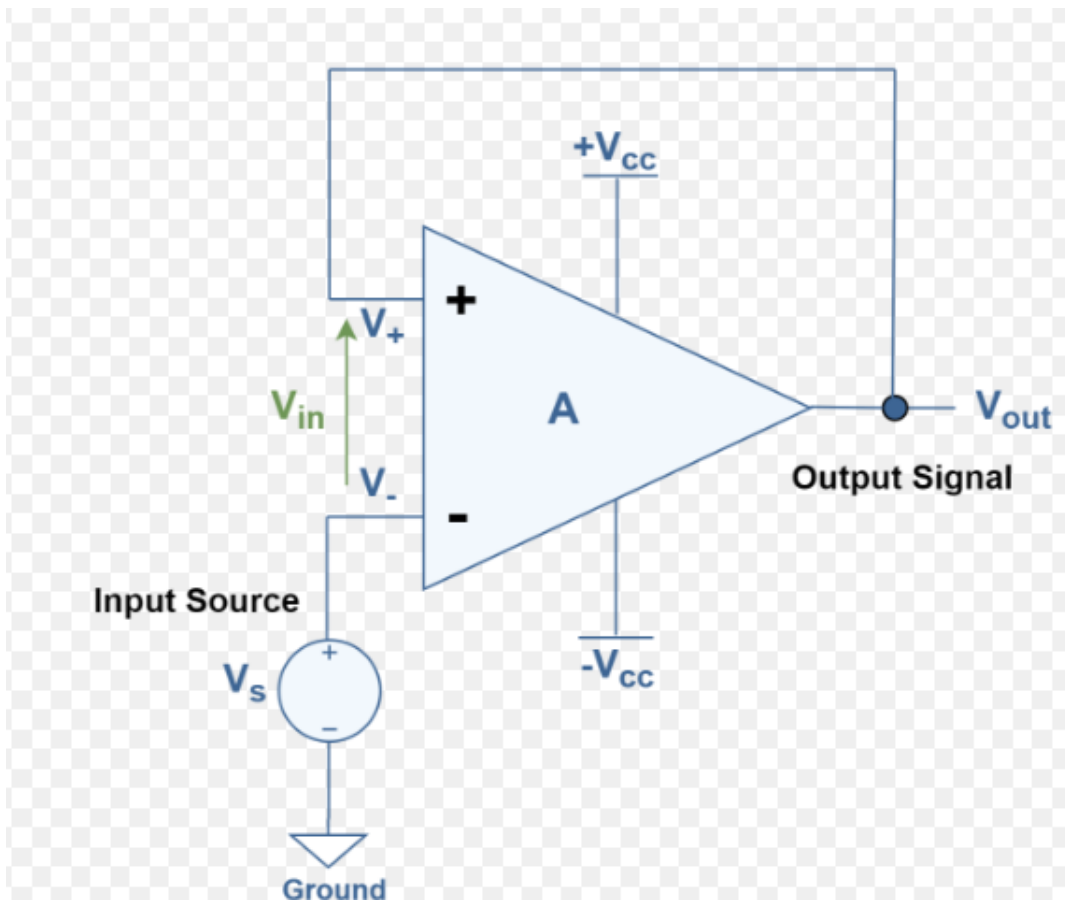 +Vcc
+
V+
Vin
A
Vout
V-
-
Output Signal
Input Source
-Vcc
+
Vs
−
Ground